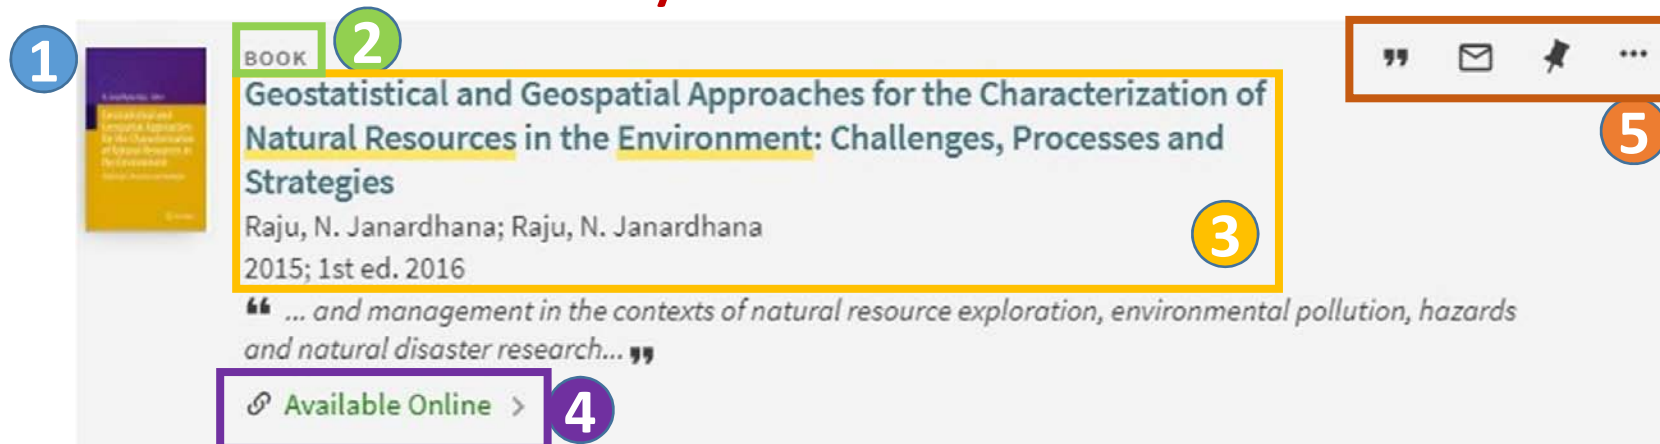 1
BOOK
2
Geostatistical and Geospatial Approaches for the Characterization of
Natural Resources in the Environment: Challenges, Processes and
Strategies
Raju, N. Janardhana; Raju, N. Janardhana
2015; 1st ed. 2016
3
“ ... and management in the contexts of natural resource exploration, environmental pollution, hazards
and natural disaster research... ”
Available Online >
4
5